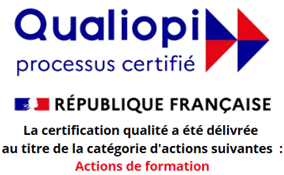 Qualiopi
processus certifié
RÉPUBLIQUE FRANÇAISE
La certification qualité a été délivrée
au titre de la catégorie d'actions suivantes :
Actions de formation